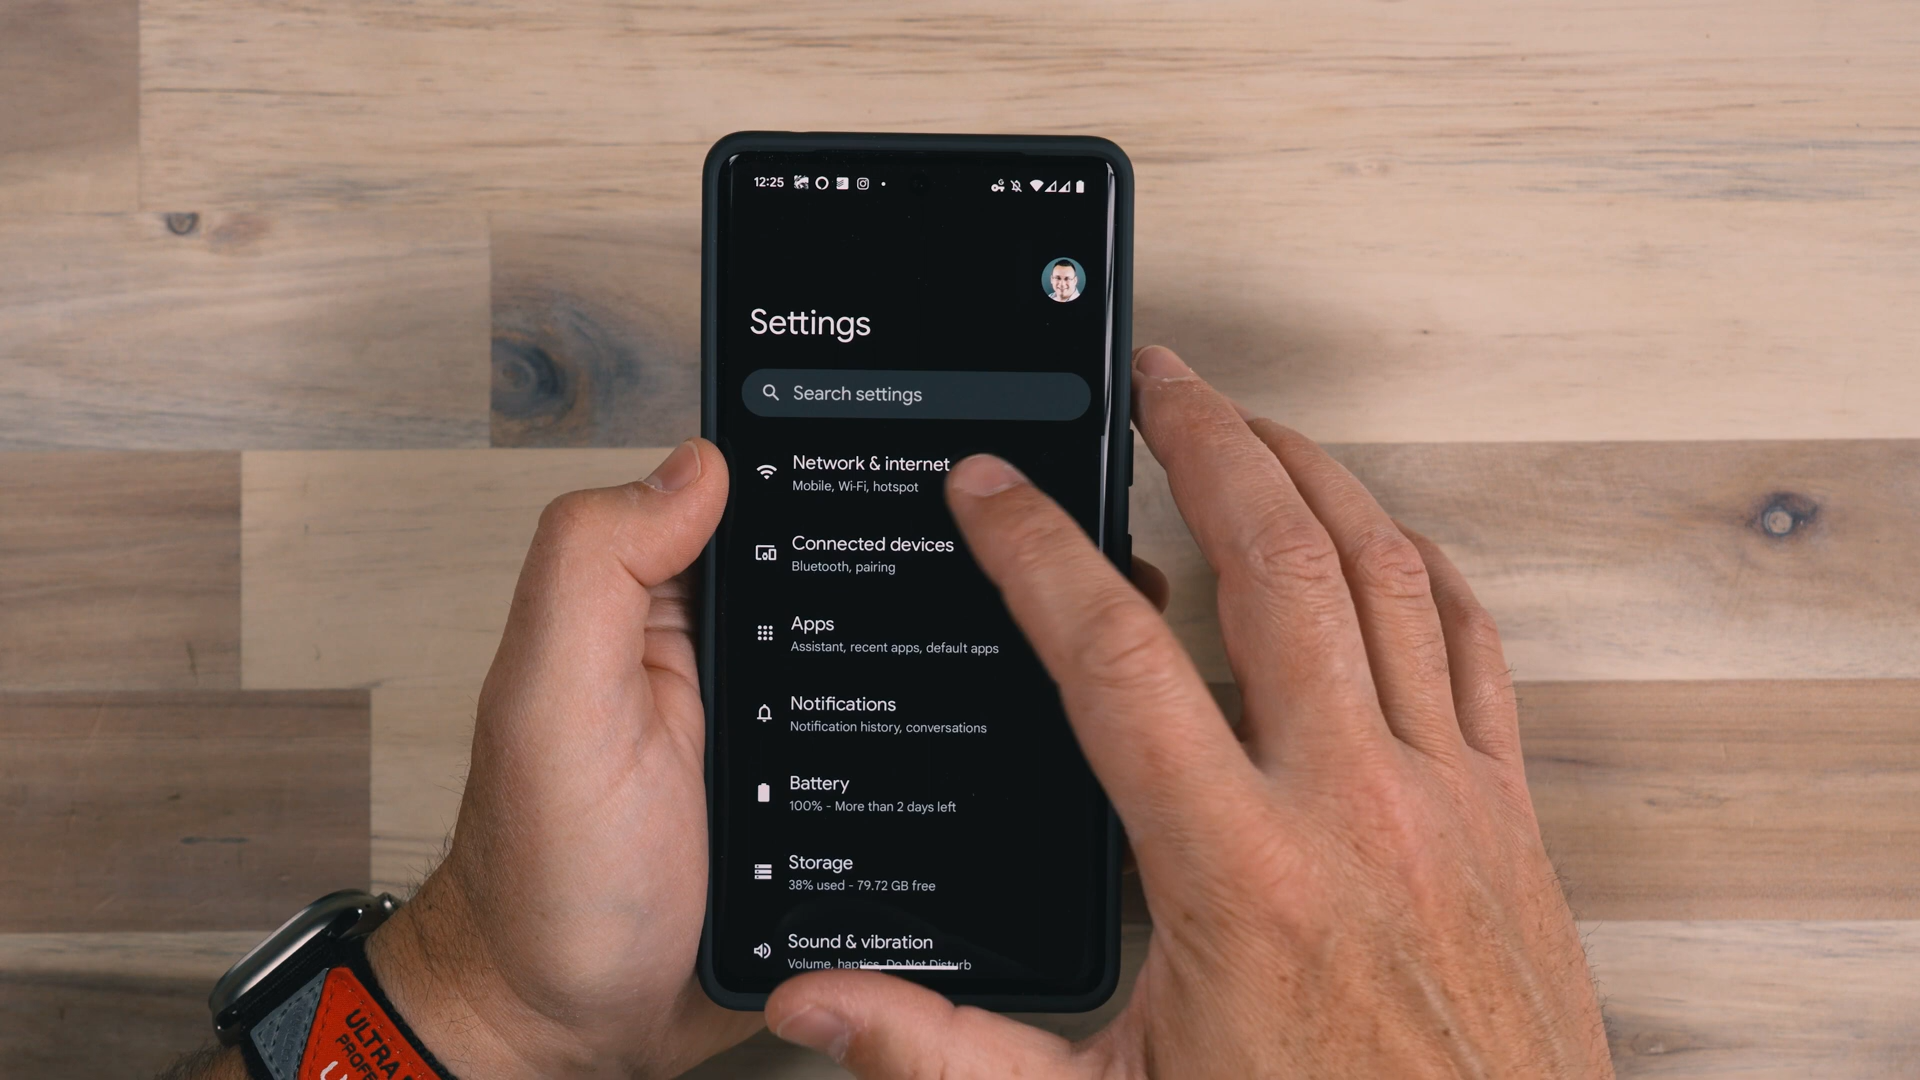 12:25
Settings
Search settings
Network & internet
Mobile, Wi-Fi, hotspot
Connected devices
Bluetooth, pairing
Apps
Assistant, recent apps, default apps
Notifications
Notification history, conversations
Battery
100% - More than 2 days left
Storage
38% used - 79.72 GB free
Sound & vibration
Volume, haptics, Do Not Disturb
ULTRA